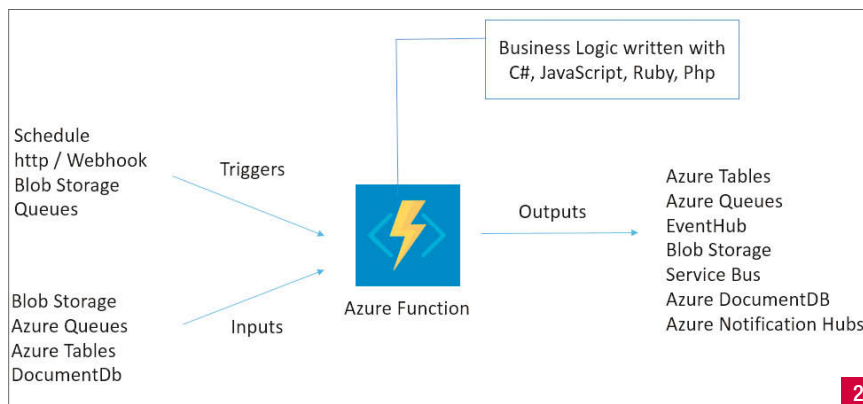 Business Logic written with
C#, JavaScript, Ruby, Php
Schedule
http / Webhook
Blob Storage
Queues
Triggers
Blob Storage
Azure Queues
Azure Tables
DocumentDb
Inputs
Azure Function
Outputs
Azure Tables
Azure Queues
EventHub
Blob Storage
Service Bus
Azure DocumentDB
Azure Notification Hubs
2